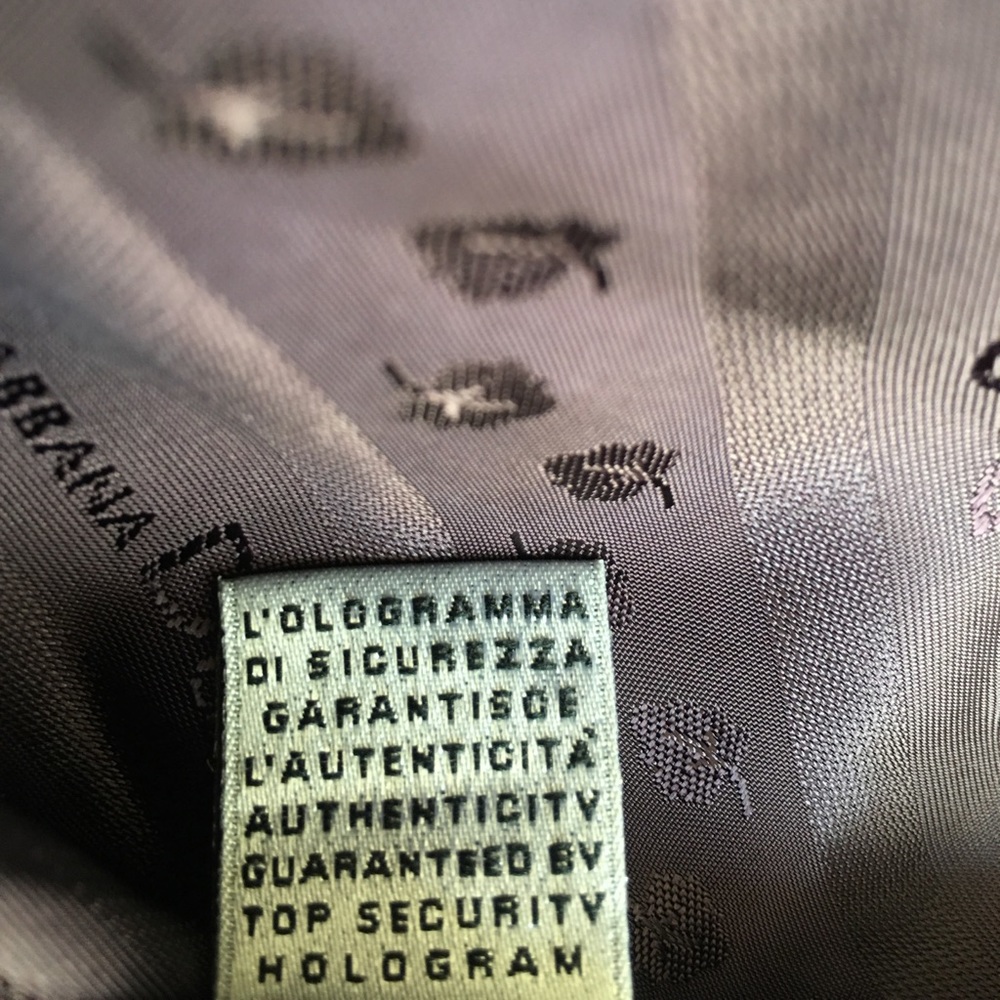 L'OLOGRAMMA
DI SICUREZZA
GARANTISCE
L'AUTENTICITÀ
AUTHENTICITY
GUARANTEED BY
TOP SECURITY
HOLOGRAM